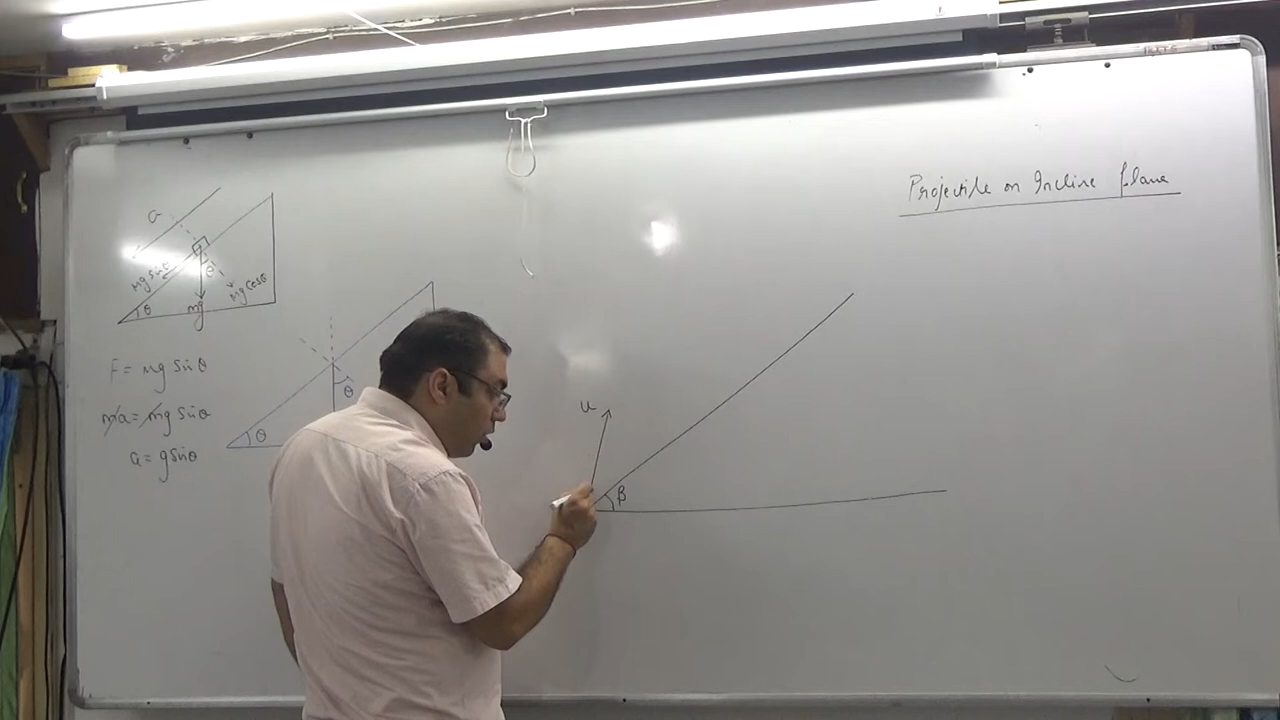 Projectile on Incline plane
a
mg sinθ
θ
mg cosθ
θ
mg
F = mg sinθ
ma = mg sinθ
a = g sinθ
θ
θ
u
β